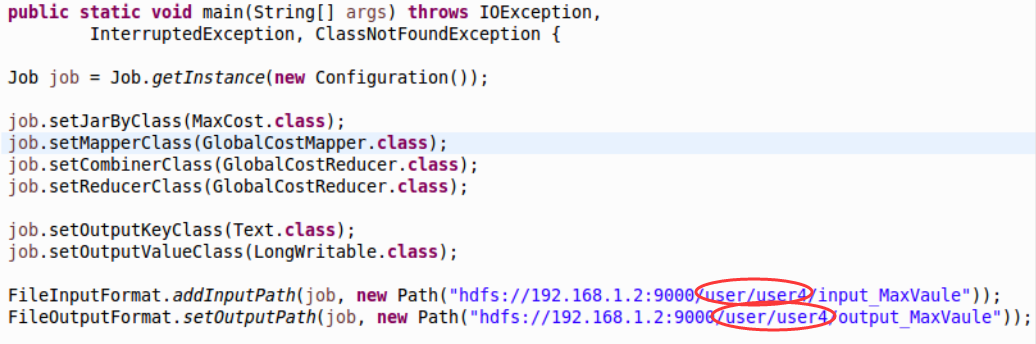 public static void main(String[] args) throws IOException,
InterruptedException, ClassNotFoundException {
Job job = Job.getInstance(new Configuration());
job.setJarByClass(MaxCost.class);
job.setMapperClass(GlobalCostMapper.class);
job.setCombinerClass(GlobalCostReducer.class);
job.setReducerClass(GlobalCostReducer.class);
job.setOutputKeyClass(Text.class);
job.setOutputValueClass(LongWritable.class);
FileInputFormat.addInputPath(job, new Path("hdfs://192.168.1.2:9000/user/user4/input_MaxVaule"));
FileOutputFormat.setOutputPath(job, new Path("hdfs://192.168.1.2:9000/user/user4/output_MaxVaule"));